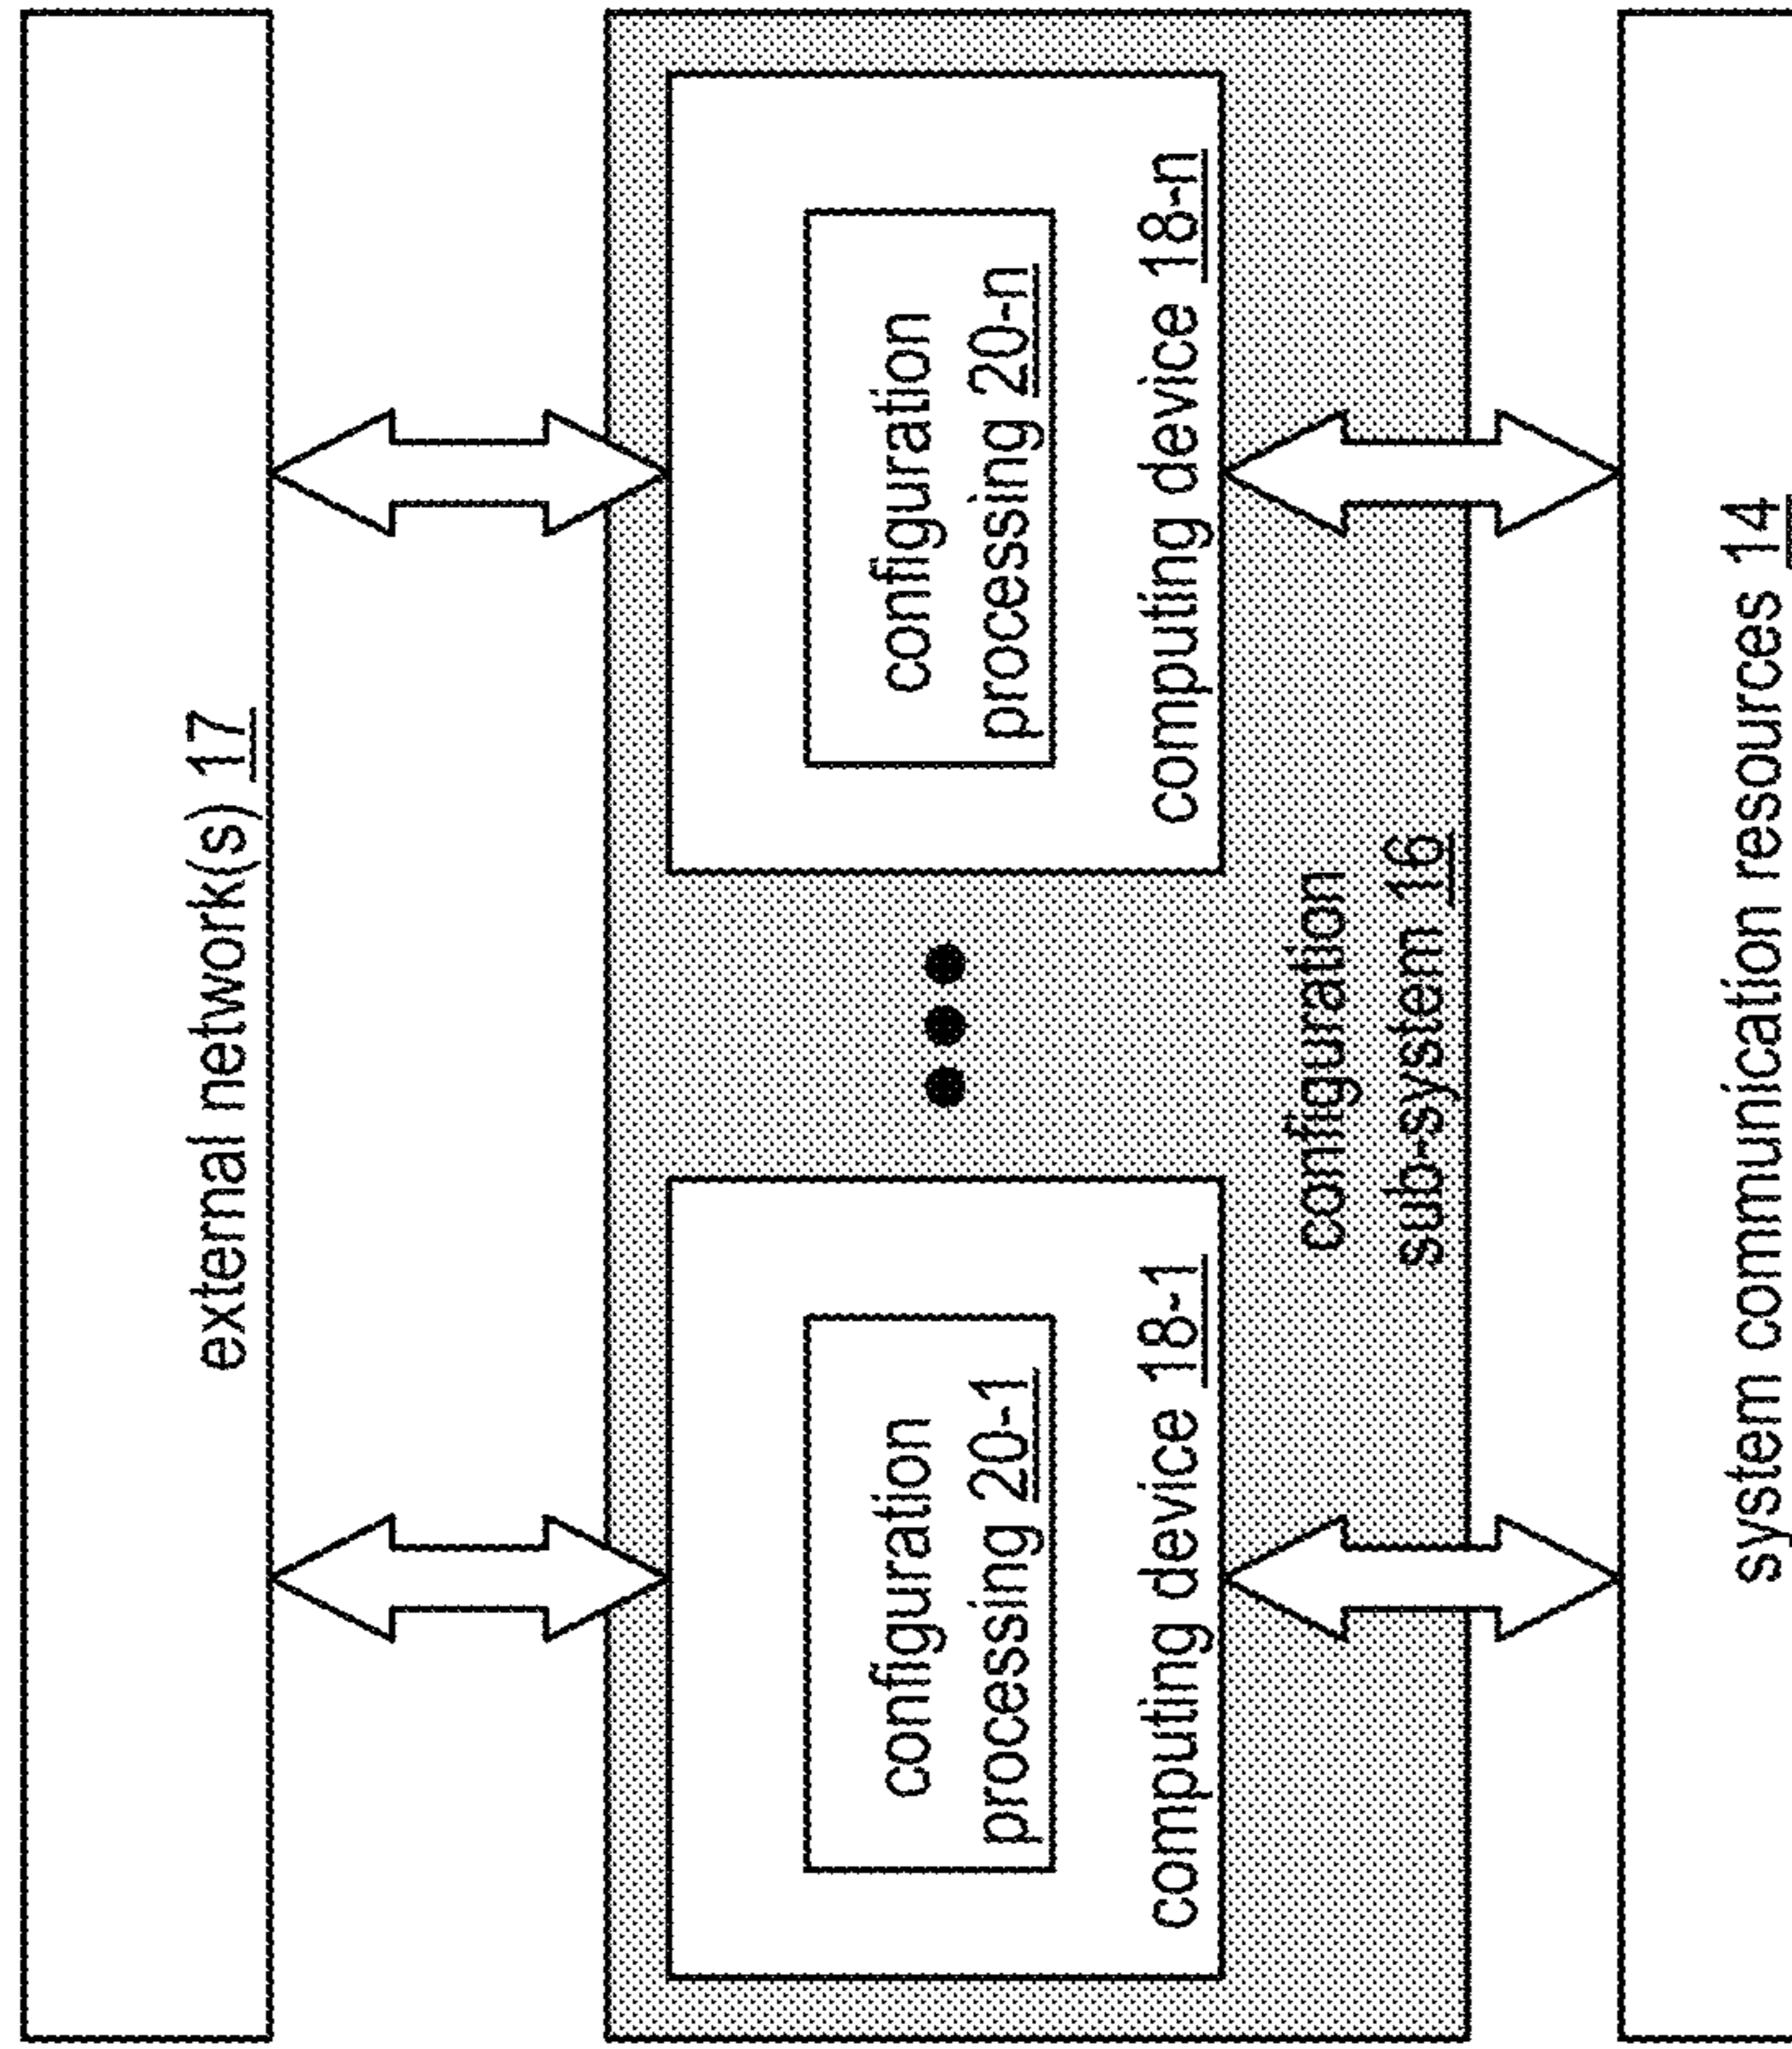 external network(s) 17
configuration
processing 20-1
computing device 18-1
configuration
processing 20-n
computing device 18-n
configuration
sub-system 16
system communication resources 14